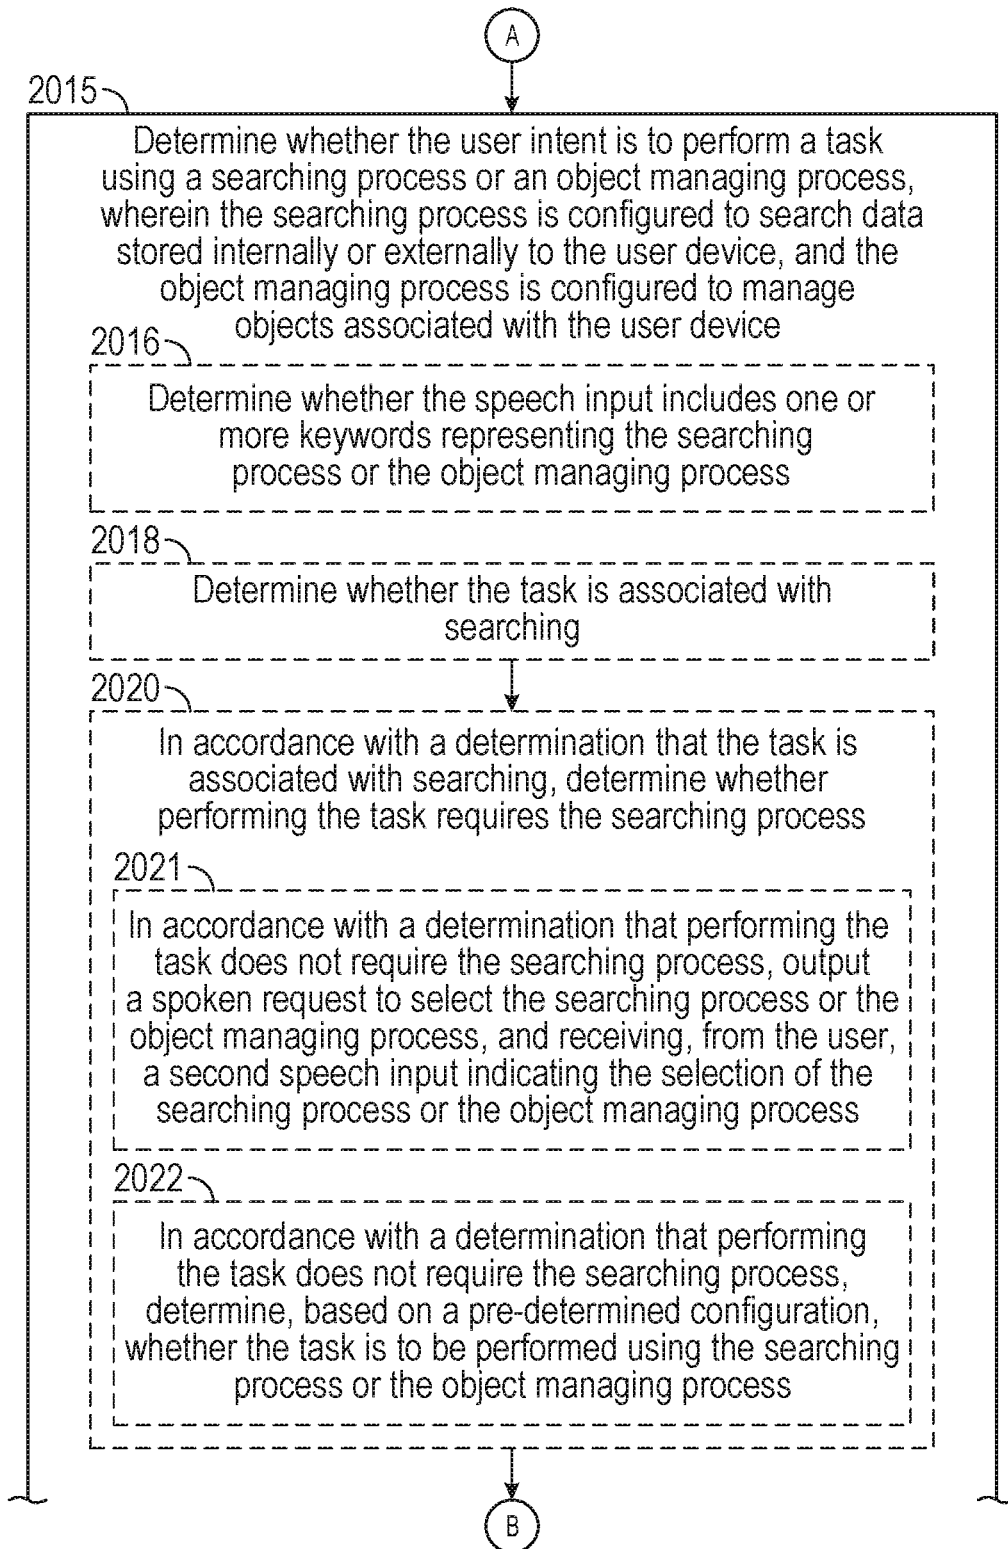 A
2015
Determine whether the user intent is to perform a task
using a searching process or an object managing process,
wherein the searching process is configured to search data
stored internally or externally to the user device, and the
object managing process is configured to manage
objects associated with the user device
2016
Determine whether the speech input includes one or
more keywords representing the searching
process or the object managing process
2018
Determine whether the task is associated with
searching
2020
In accordance with a determination that the task is
associated with searching, determine whether
performing the task requires the searching process
2021
In accordance with a determination that performing the
task does not require the searching process, output
a spoken request to select the searching process or the
object managing process, and receiving, from the user,
a second speech input indicating the selection of the
searching process or the object managing process
2022
In accordance with a determination that performing
the task does not require the searching process,
determine, based on a pre-determined configuration,
whether the task is to be performed using the searching
process or the object managing process
B